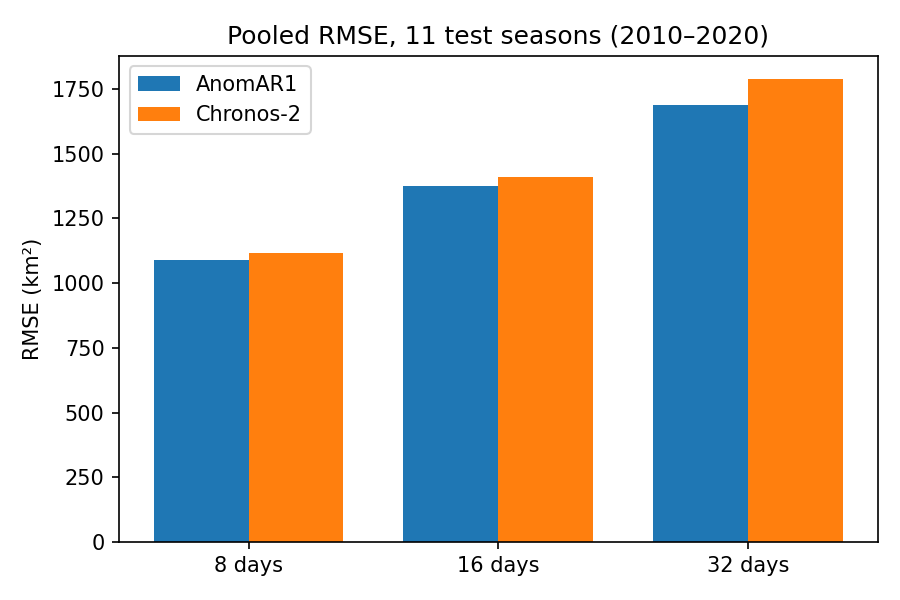 Pooled RMSE, 11 test seasons (2010–2020)
AnomAR1
Chronos-2
RMSE (km²)
1750
1500
1250
1000
750
500
250
0
8 days
16 days
32 days